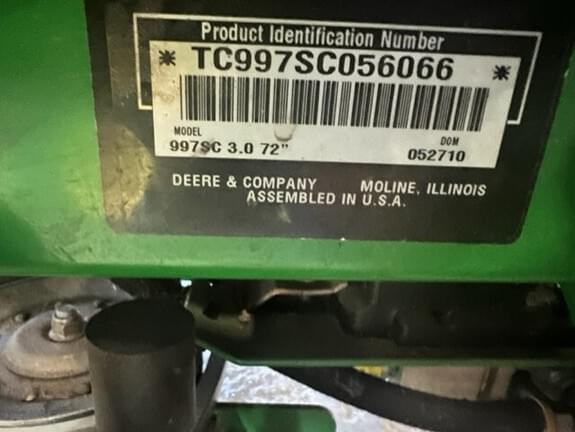 Product Identification Number
* TC997SC056066 *
MODEL DOM
997SC 3.0 72" 052710
DEERE & COMPANY MOLINE, ILLINOIS
ASSEMBLED IN U.S.A.